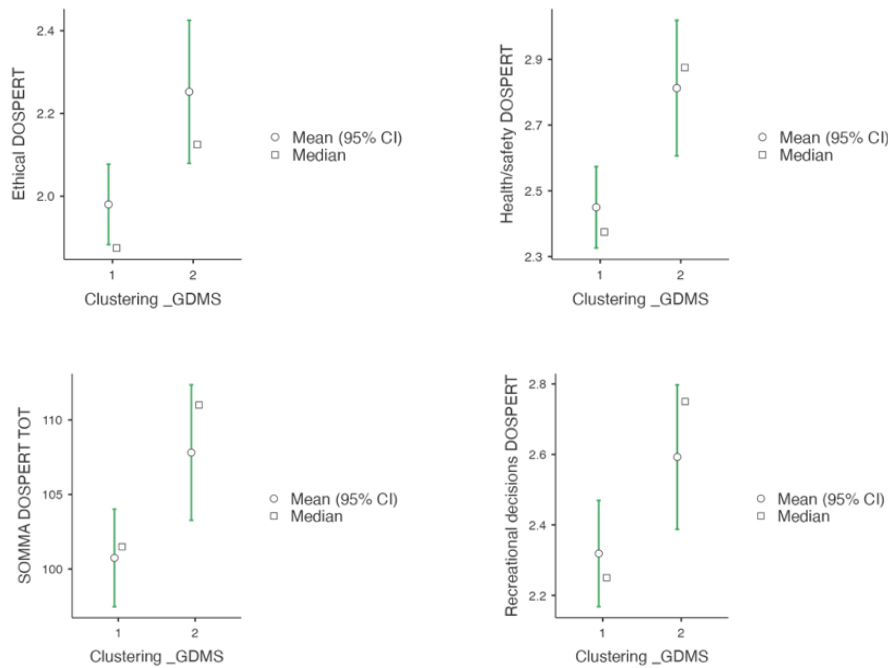 Ethical DOSPERT
2.4
2.2
2.0
1
2
Clustering _GDMS
Mean (95% CI)
Median
Health/safety DOSPERT
2.9
2.7
2.5
2.3
1
2
Clustering _GDMS
Mean (95% CI)
Median
SOMMA DOSPERT TOT
110
105
100
1
2
Clustering _GDMS
Mean (95% CI)
Median
Recreational decisions DOSPERT
2.8
2.6
2.4
2.2
1
2
Clustering _GDMS
Mean (95% CI)
Median